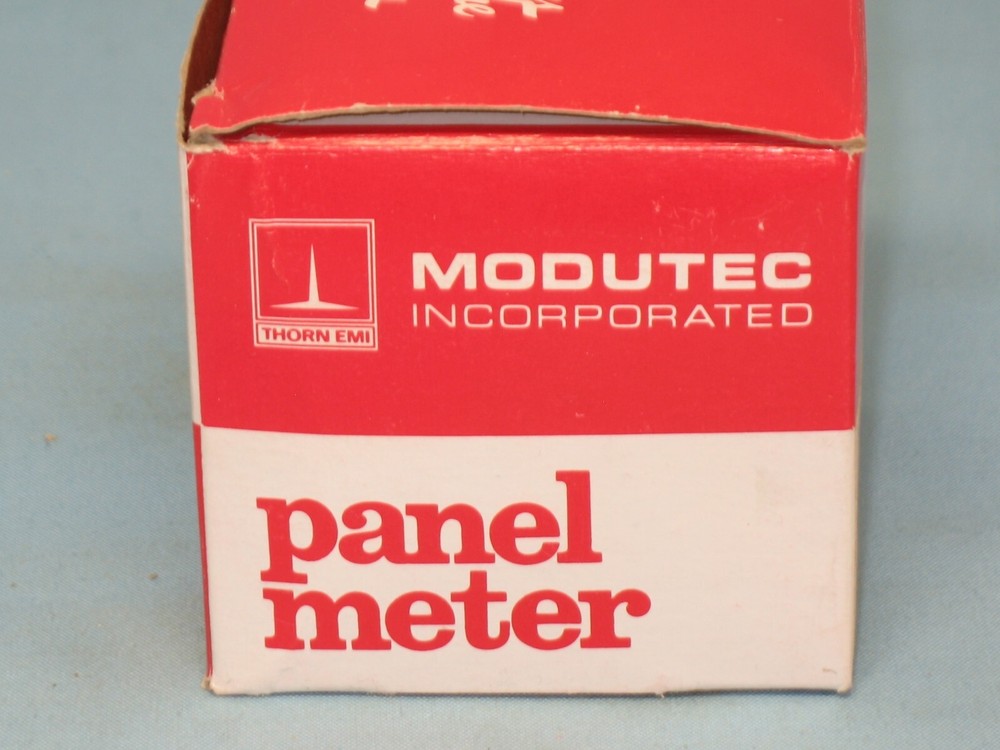 THORN EMI
MODUTEC
INCORPORATED
panel
meter